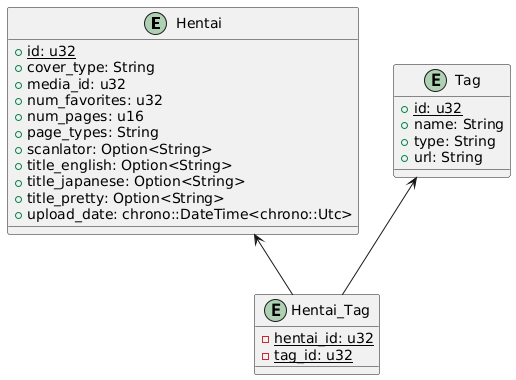 E Hentai
id: u32
cover_type: String
media_id: u32
num_favorites: u32
num_pages: u16
page_types: String
scanlator: Option<String>
title_english: Option<String>
title_japanese: Option<String>
title_pretty: Option<String>
upload_date: chrono::DateTime<chrono::Utc>
E Tag
id: u32
name: String
type: String
url: String
E Hentai_Tag
hentai_id: u32
tag_id: u32